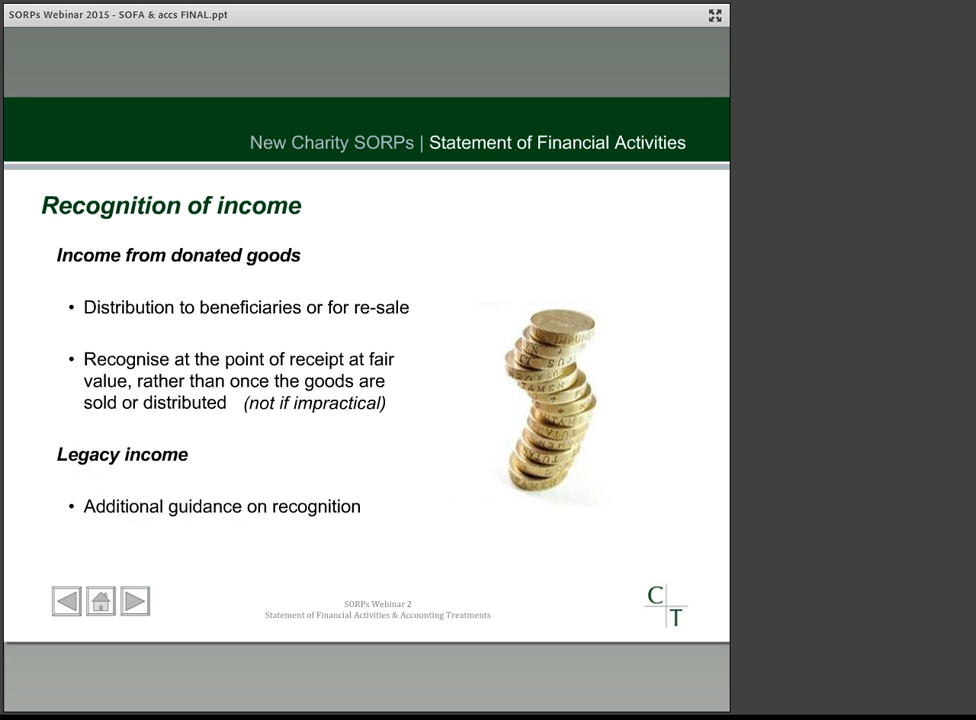 SORPs Webinar 2015 - SOFA & accs FINAL.ppt
New Charity SORPs | Statement of Financial Activities
Recognition of income
Income from donated goods
• Distribution to beneficiaries or for re-sale
• Recognise at the point of receipt at fair
value, rather than once the goods are
sold or distributed (not if impractical)
Legacy income
• Additional guidance on recognition
SORPs Webinar 2
Statement of Financial Activities & Accounting Treatments
C
T